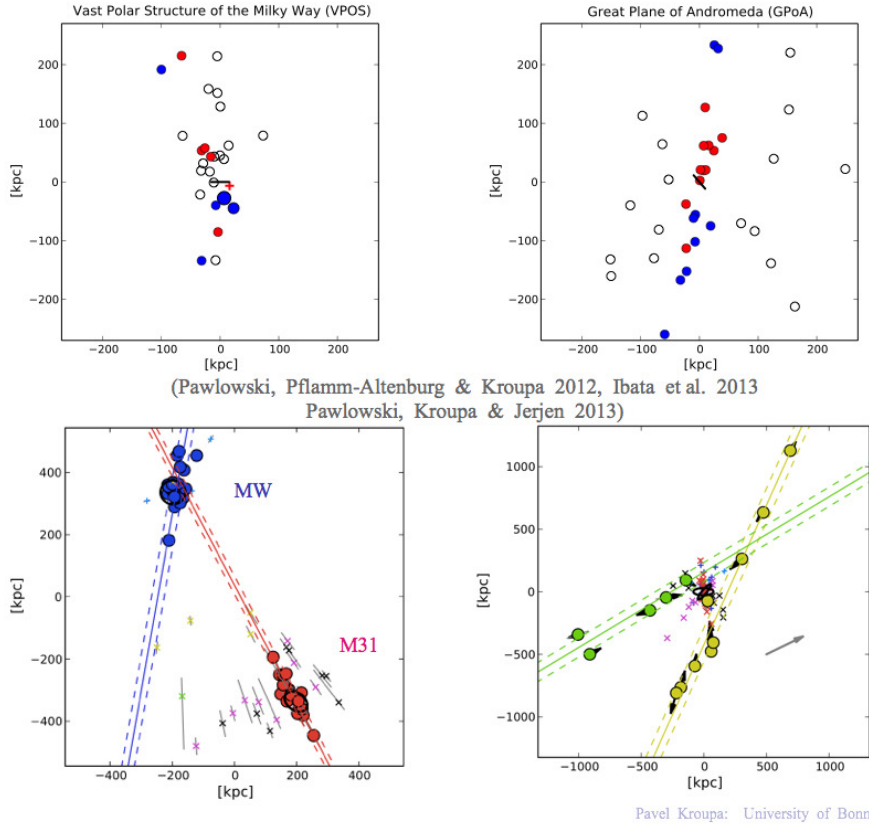 Vast Polar Structure of the Milky Way (VPOS)
200
100
0
−100
−200
[kpc]
−200 −100 0 100 200
[kpc]
Great Plane of Andromeda (GPoA)
200
100
0
−100
−200
[kpc]
−200 −100 0 100 200
[kpc]
(Pawlowski, Pflamm-Altenburg & Kroupa 2012, Ibata et al. 2013
Pawlowski, Kroupa & Jerjen 2013)
400
200
0
−200
−400
[kpc]
MW
M31
−400 −200 0 200 400
[kpc]
1000
500
0
−500
−1000
[kpc]
−1000 −500 0 500 1000
[kpc]
Pavel Kroupa: University of Bonn